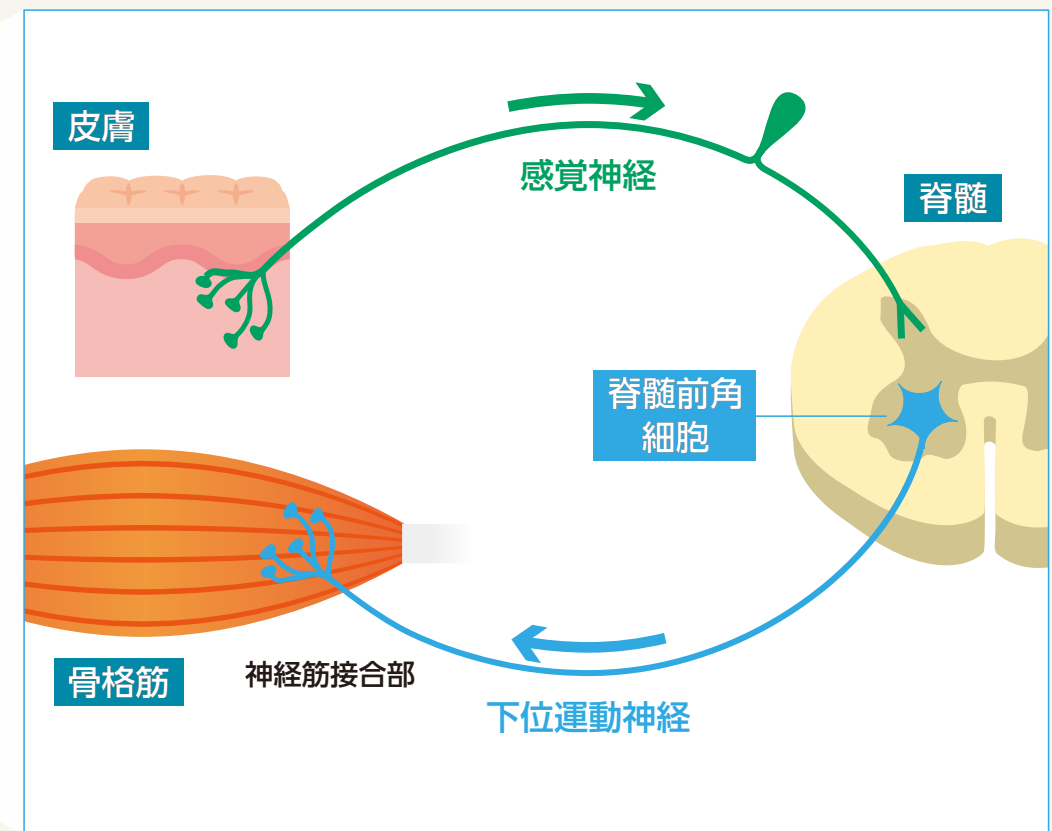 皮膚
感覚神経
脊髄
脊髄前角
細胞
骨格筋
神経筋接合部
下位運動神経